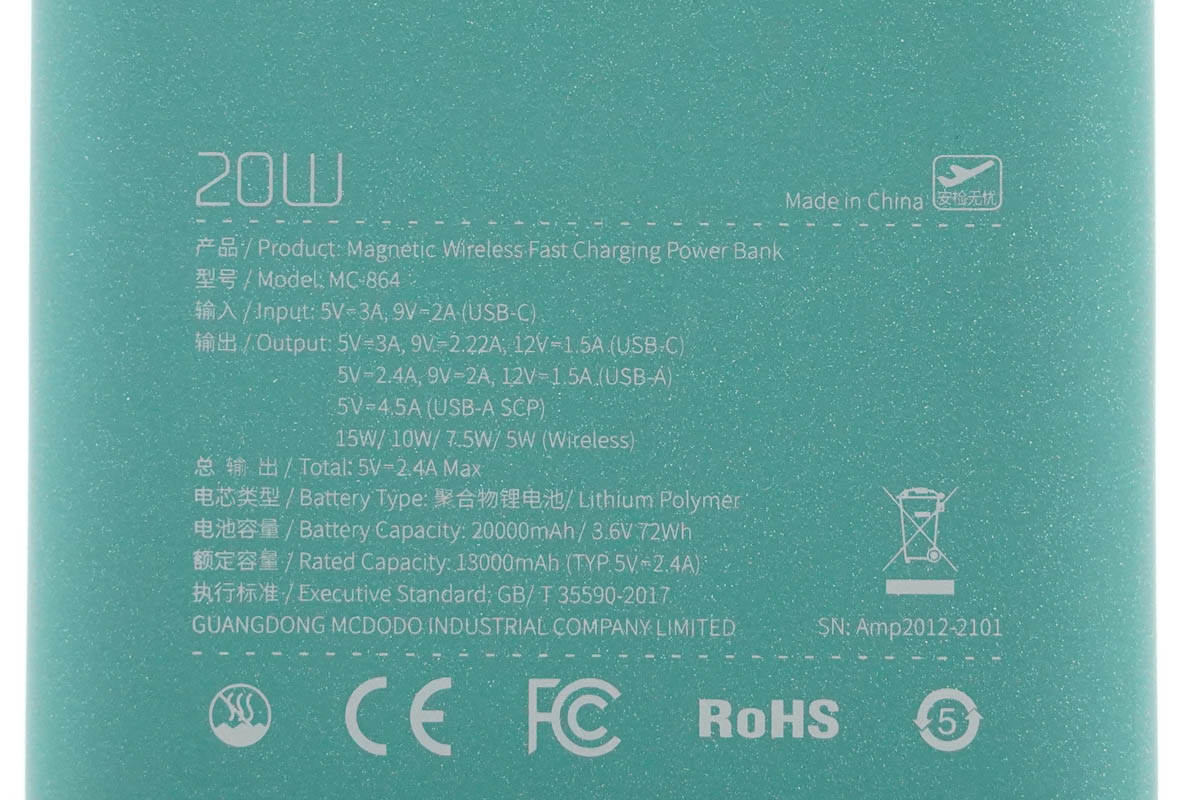 20W
Made in China 安检无忧
产品 / Product: Magnetic Wireless Fast Charging Power Bank
型号 / Model: MC-864
输入 / Input: 5V=3A, 9V=2A (USB-C)
输出 / Output: 5V=3A, 9V=2.22A, 12V=1.5A (USB-C)
5V=2.4A, 9V=2A, 12V=1.5A (USB-A)
5V=4.5A (USB-A SCP)
15W/ 10W/ 7.5W/ 5W (Wireless)
总 输 出 / Total: 5V=2.4A Max
电芯类型 / Battery Type: 聚合物锂电池/ Lithium Polymer
电池容量 / Battery Capacity: 20000mAh/ 3.6V 72Wh
额定容量 / Rated Capacity: 13000mAh (TYP 5V=2.4A)
执行标准 / Executive Standard: GB/ T 35590-2017
GUANGDONG MCDODO INDUSTRIAL COMPANY LIMITED SN: Amp2012-2101
CE FC RoHS 5